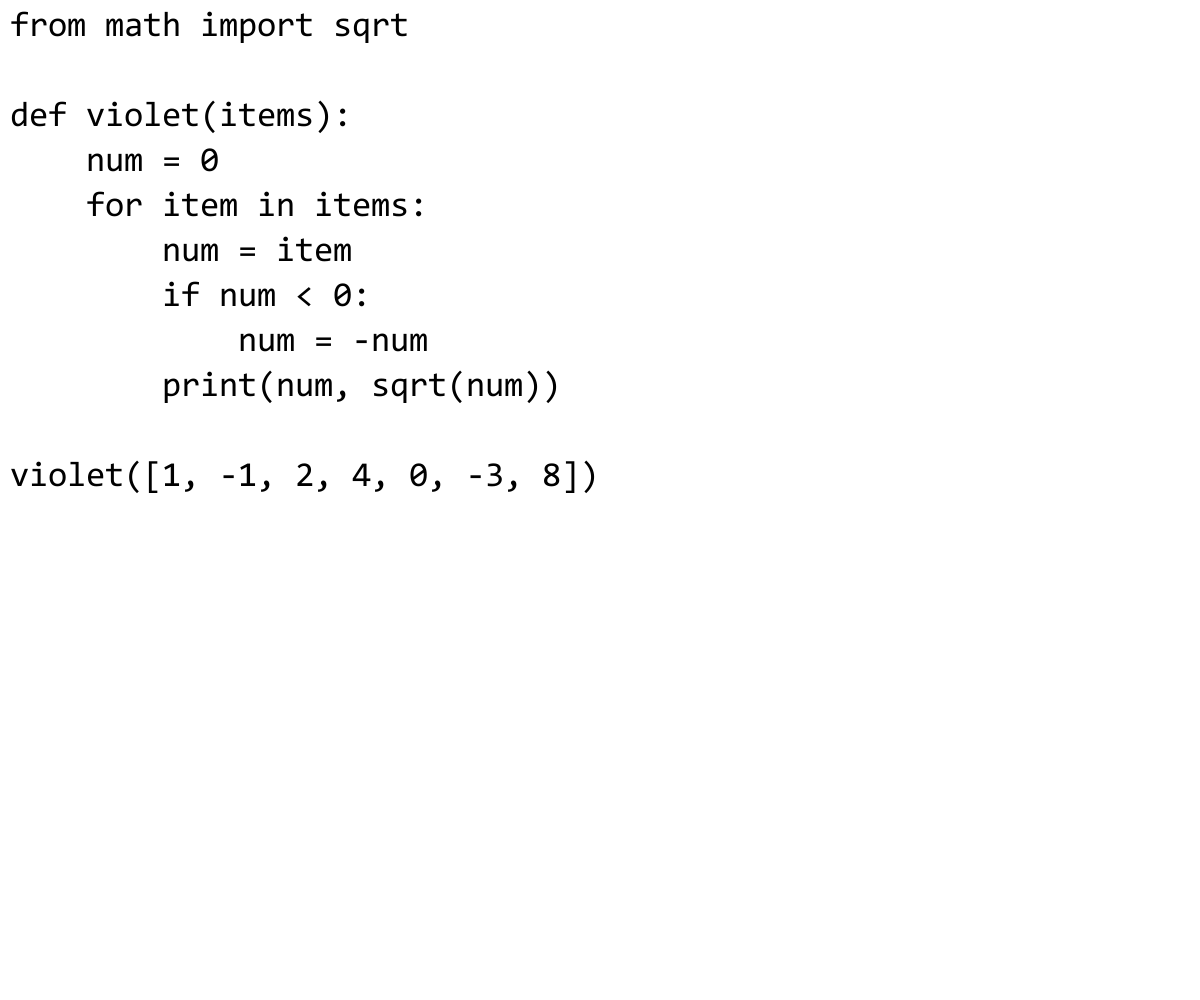 from math import sqrt

def violet(items):
    num = 0
    for item in items:
        num = item
        if num < 0:
            num = -num
        print(num, sqrt(num))

violet([1, -1, 2, 4, 0, -3, 8])